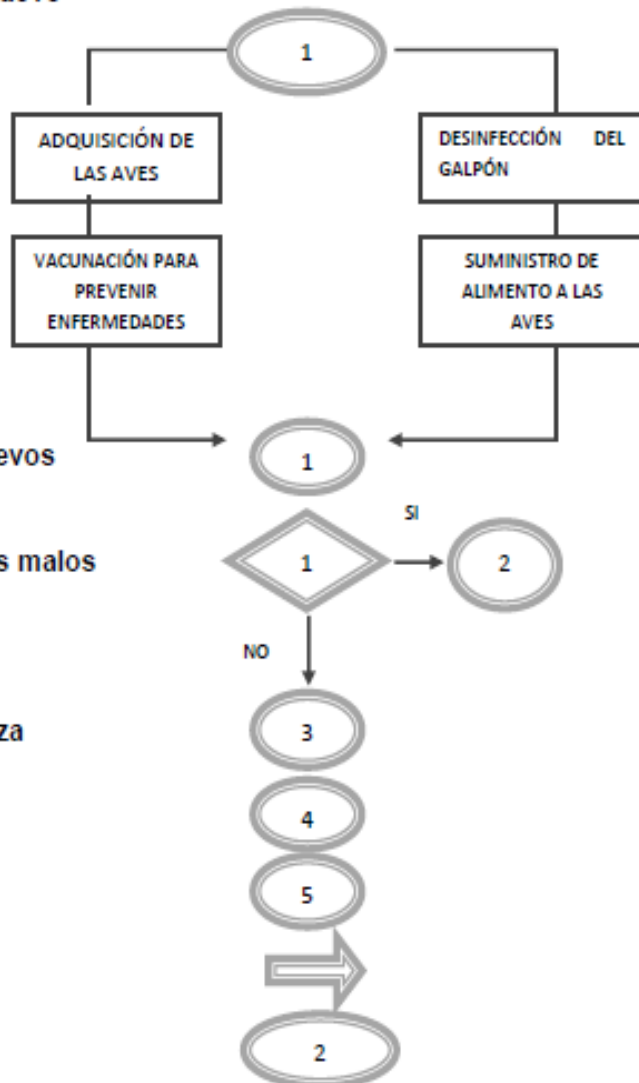 1
ADQUISICIÓN DE
LAS AVES
DESINFECCIÓN DEL
GALPÓN
VACUNACIÓN PARA
PREVENIR
ENFERMEDADES
SUMINISTRO DE
ALIMENTO A LAS
AVES
evos
1
SI
s malos
1
2
NO
za
3
4
5
2